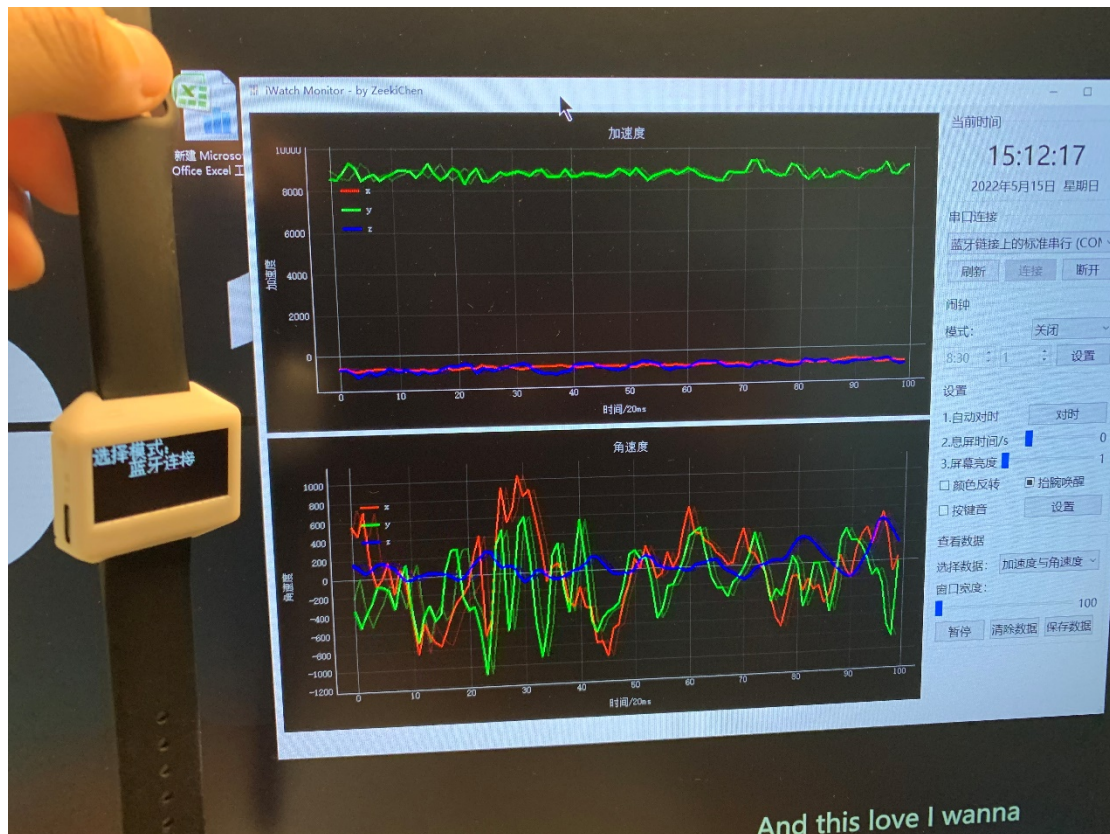 iWatch Monitor - by ZeekiChen
新建 Microso
Office Excel 工
选择模式:
蓝牙连接
加速度
10000
8000
6000
4000
2000
0
加速度
x
y
z
0
10
20
30
40
50
60
70
80
90
100
时间/20ms
角速度
1000
800
600
400
200
0
-200
-400
-600
-800
-1000
-1200
角速度
x
y
z
0
10
20
30
40
50
60
70
80
90
100
时间/20ms
当前时间
15:12:17
2022年5月15日 星期日
串口连接
蓝牙链接上的标准串行 (COM
刷新 连接 断开
闹钟
模式: 关闭
8:30 1 设置
设置
1.自动对时 对时
2.息屏时间/s 0
3.屏幕亮度 1
颜色反转 抬腕唤醒
按键音 设置
查看数据
选择数据: 加速度与角速度
窗口宽度:
100
暂停 清除数据 保存数据
And this love I wanna